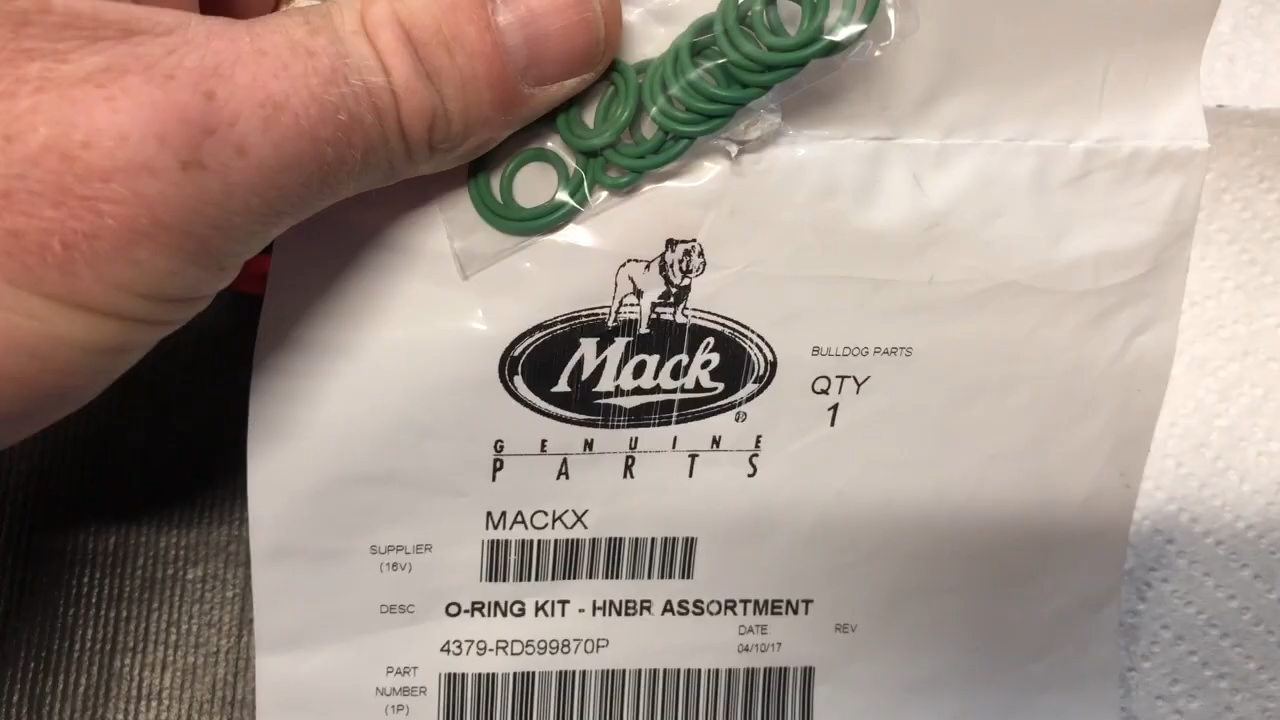 Mack
®
GENUINE
PARTS
BULLDOG PARTS
QTY
1
MACKX
SUPPLIER
(16V)
DESC
O-RING KIT - HNBR ASSORTMENT
4379-RD599870P
DATE
04/10/17
REV
PART
NUMBER
(1P)